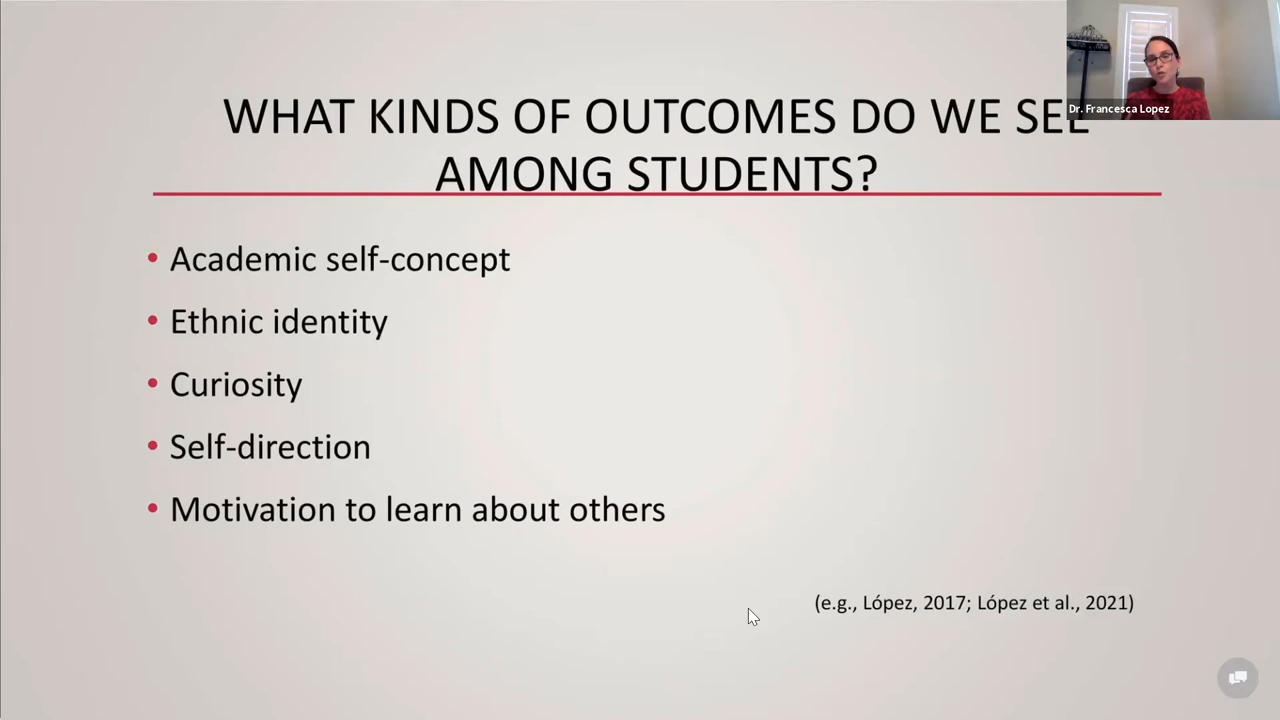 WHAT KINDS OF OUTCOMES DO WE SEE
AMONG STUDENTS?
Dr. Francesca Lopez
• Academic self-concept
• Ethnic identity
• Curiosity
• Self-direction
• Motivation to learn about others
(e.g., López, 2017; López et al., 2021)